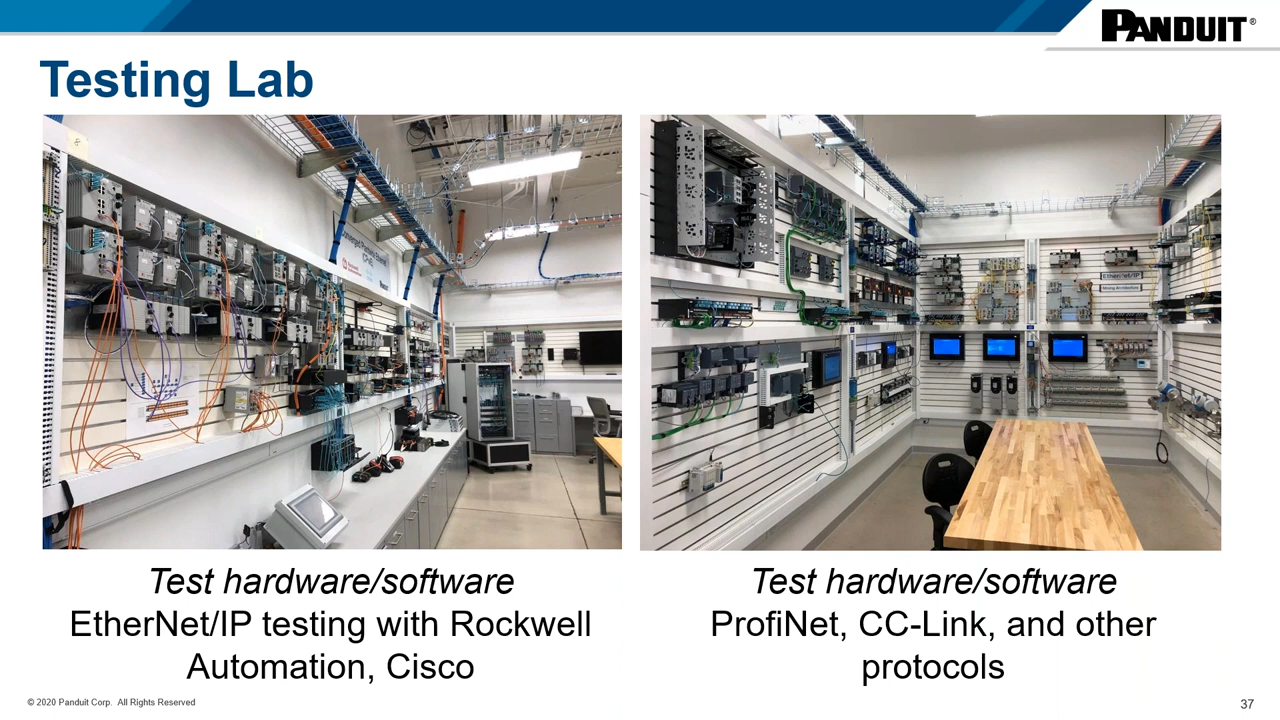 PANDUIT®
Testing Lab
EtherNet/IP
Test hardware/software
EtherNet/IP testing with Rockwell
Automation, Cisco
Test hardware/software
ProfiNet, CC-Link, and other
protocols
© 2020 Panduit Corp. All Rights Reserved
37